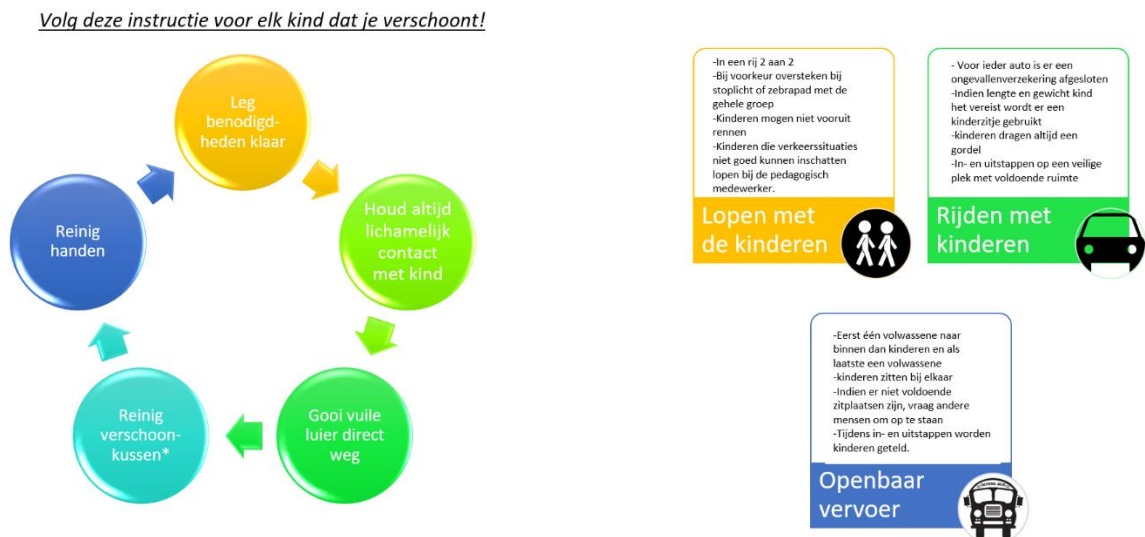 Volg deze instructie voor elk kind dat je verschoont!
Leg
benodigd-
heden klaar
Houd altijd
lichamelijk
contact
met kind
Gooi vuile
luier direct
weg
Reinig
verschoon-
kussen*
Reinig
handen
-In een rij 2 aan 2
-Bij voorkeur oversteken bij
stoplicht of zebrapad met de
gehele groep
-Kinderen mogen niet vooruit
rennen
-Kinderen die verkeerssituaties
niet goed kunnen inschatten
lopen bij de pedagogisch
medewerker.
Lopen met
de kinderen
- Voor ieder auto is er een
ongevallenverzekering afgesloten
-Indien lengte en gewicht kind
het vereist wordt er een
kinderzitje gebruikt
-kinderen dragen altijd een
gordel
-In- en uitstappen op een veilige
plek met voldoende ruimte
Rijden met
kinderen
-Eerst één volwassene naar
binnen dan kinderen en als
laatste een volwassene
-kinderen zitten bij elkaar
-Indien er niet voldoende
zitplaatsen zijn, vraag andere
mensen om op te staan
-Tijdens in- en uitstappen worden
kinderen geteld.
Openbaar
vervoer